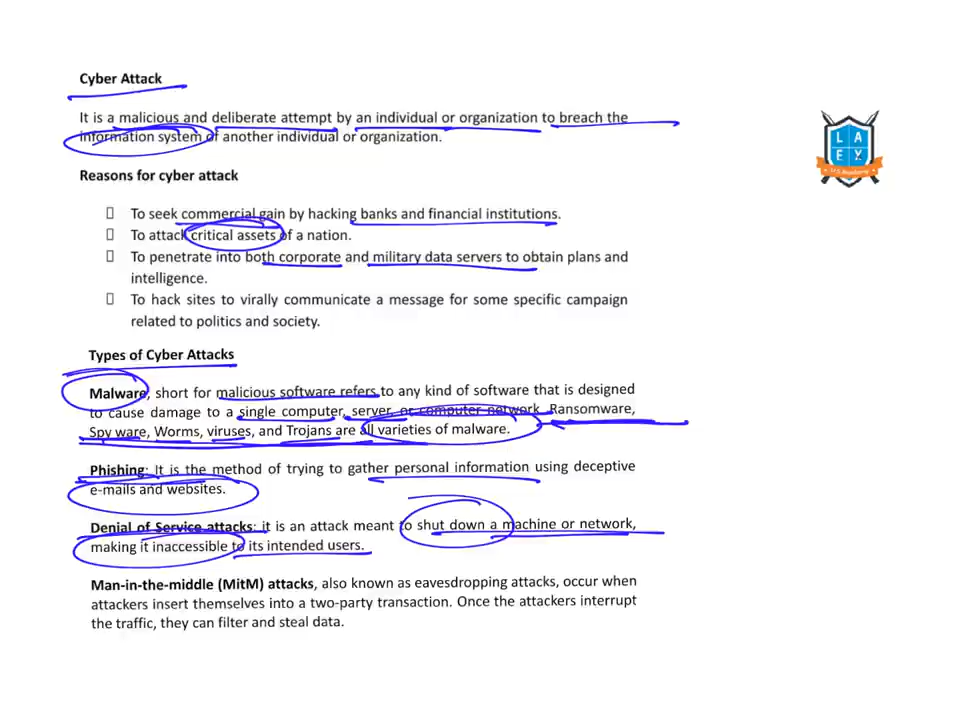 Cyber Attack
It is a malicious and deliberate attempt by an individual or organization to breach the
information system of another individual or organization.
Reasons for cyber attack
To seek commercial gain by hacking banks and financial institutions.
To attack critical assets of a nation.
To penetrate into both corporate and military data servers to obtain plans and
intelligence.
To hack sites to virally communicate a message for some specific campaign
related to politics and society.
Types of Cyber Attacks
Malware, short for malicious software refers to any kind of software that is designed
to cause damage to a single computer, server, or computer network. Ransomware,
Spy ware, Worms, viruses, and Trojans are all varieties of malware.
Phishing: It is the method of trying to gather personal information using deceptive
e-mails and websites.
Denial of Service attacks: it is an attack meant to shut down a machine or network,
making it inaccessible to its intended users.
Man-in-the-middle (MitM) attacks, also known as eavesdropping attacks, occur when
attackers insert themselves into a two-party transaction. Once the attackers interrupt
the traffic, they can filter and steal data.
L A
E X
Academy